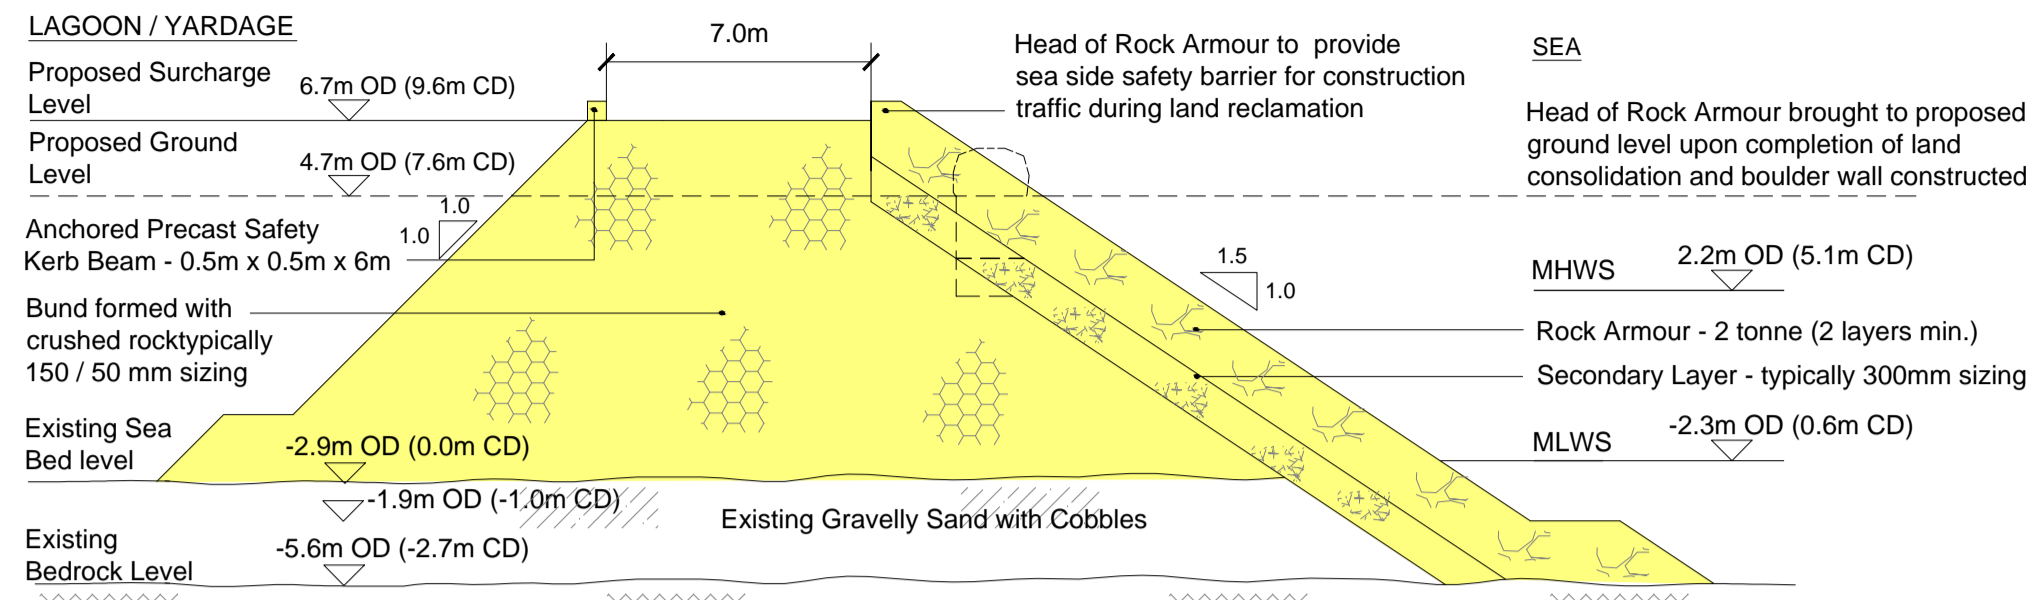 LAGOON / YARDAGE
Proposed Surcharge
Level
6.7m OD (9.6m CD)
Proposed Ground
Level
4.7m OD (7.6m CD)
1.0
1.0
Anchored Precast Safety
Kerb Beam - 0.5m x 0.5m x 6m
Bund formed with
crushed rocktypically
150 / 50 mm sizing
Existing Sea
Bed level
-2.9m OD (0.0m CD)
-1.9m OD (-1.0m CD)
Existing
Bedrock Level
-5.6m OD (-2.7m CD)
7.0m
Existing Gravelly Sand with Cobbles
Head of Rock Armour to provide
sea side safety barrier for construction
traffic during land reclamation
1.5
1.0
SEA
Head of Rock Armour brought to proposed
ground level upon completion of land
consolidation and boulder wall constructed
MHWS
2.2m OD (5.1m CD)
Rock Armour - 2 tonne (2 layers min.)
Secondary Layer - typically 300mm sizing
MLWS
-2.3m OD (0.6m CD)